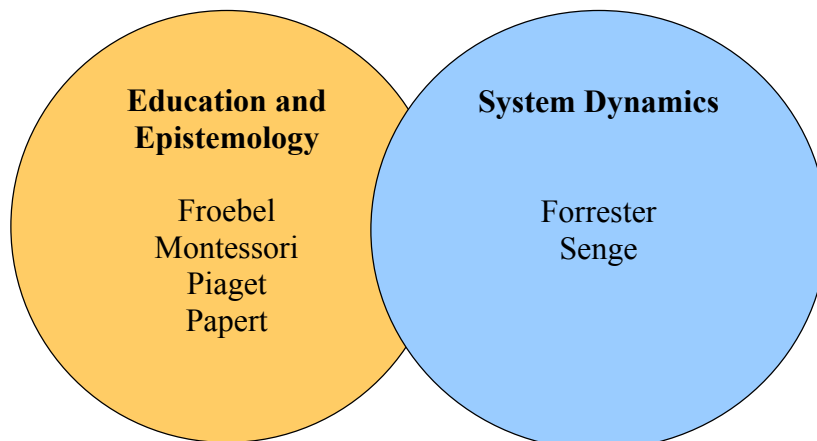 Education and
Epistemology
Froebel
Montessori
Piaget
Papert
System Dynamics
Forrester
Senge